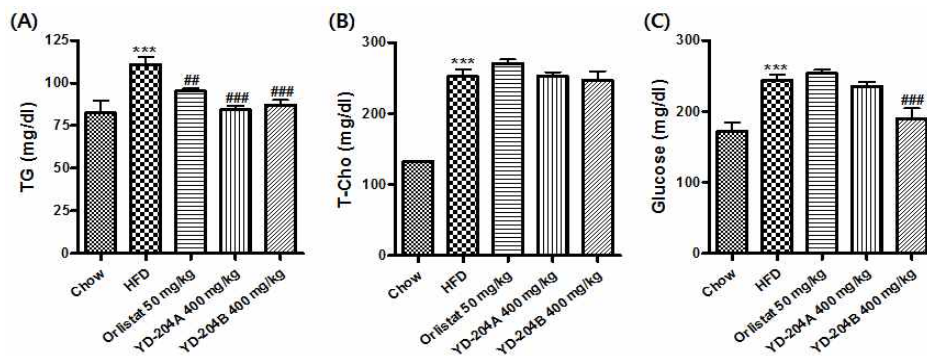 (A)
TG (mg/dl)
125
100
75
50
25
0
***
##
###
###
Chow
HFD
Orlistat 50 mg/kg
YD-204A 400 mg/kg
YD-204B 400 mg/kg
(B)
T-Cho (mg/dl)
300
200
100
0
***
Chow
HFD
Orlistat 50 mg/kg
YD-204A 400 mg/kg
YD-204B 400 mg/kg
(C)
Glucose (mg/dl)
300
200
100
0
***
###
Chow
HFD
Orlistat 50 mg/kg
YD-204A 400 mg/kg
YD-204B 400 mg/kg